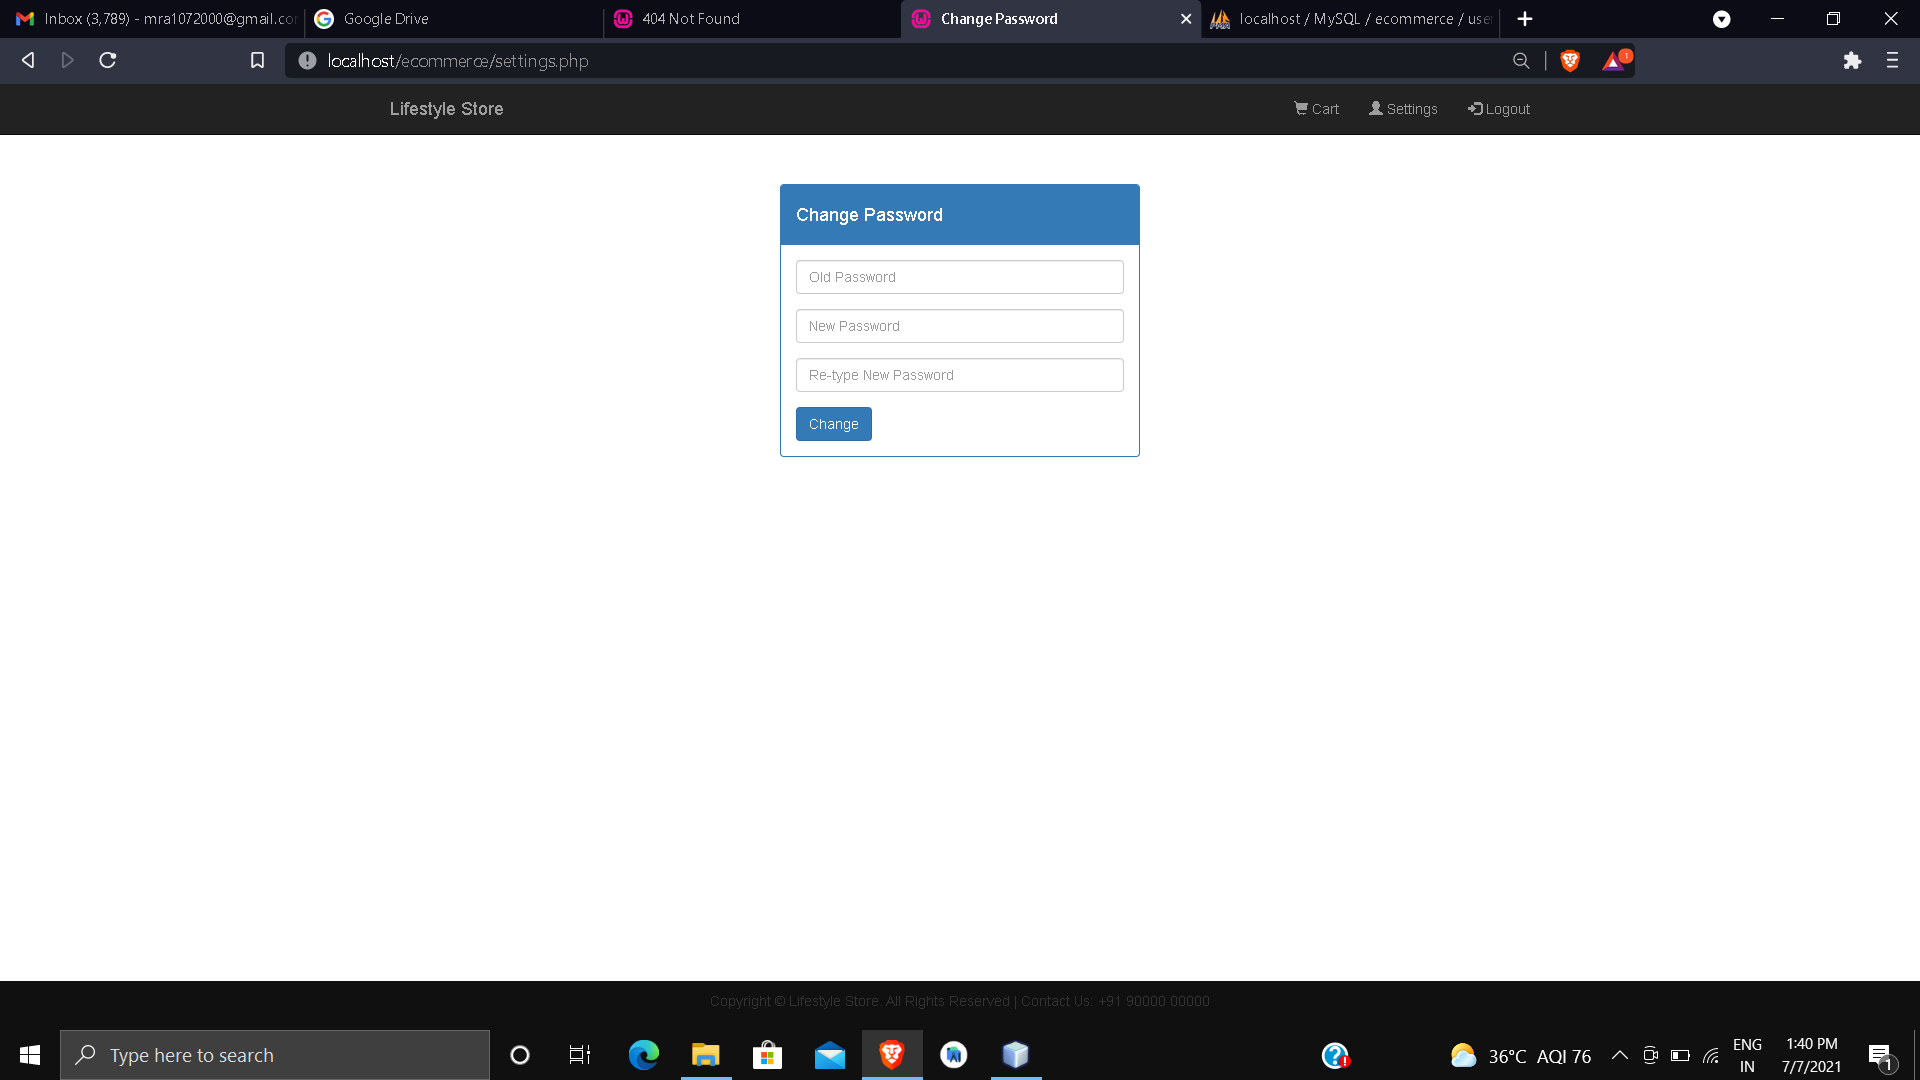 Inbox (3,789) - mra1072000@gmail.co
Google Drive
404 Not Found
Change Password
localhost / MySQL / ecommerce / use
localhost/ecommerce/settings.php
1
Lifestyle Store
Cart
Settings
Logout
Change Password
Old Password
New Password
Re-type New Password
Change
Copyright © Lifestyle Store. All Rights Reserved | Contact Us: +91 90000 00000
Type here to search
36°C AQI 76
ENG
IN
1:40 PM
7/7/2021
1